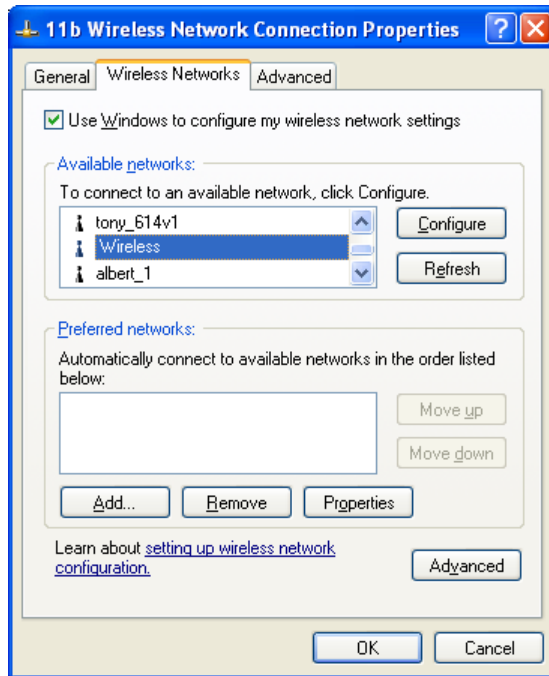 11b Wireless Network Connection Properties
General Wireless Networks Advanced
Use Windows to configure my wireless network settings
Available networks:
To connect to an available network, click Configure.
tony_614v1
Wireless
albert_1
Configure
Refresh
Preferred networks:
Automatically connect to available networks in the order listed
below:
Move up
Move down
Add... Remove Properties
Learn about setting up wireless network
configuration.
Advanced
OK Cancel